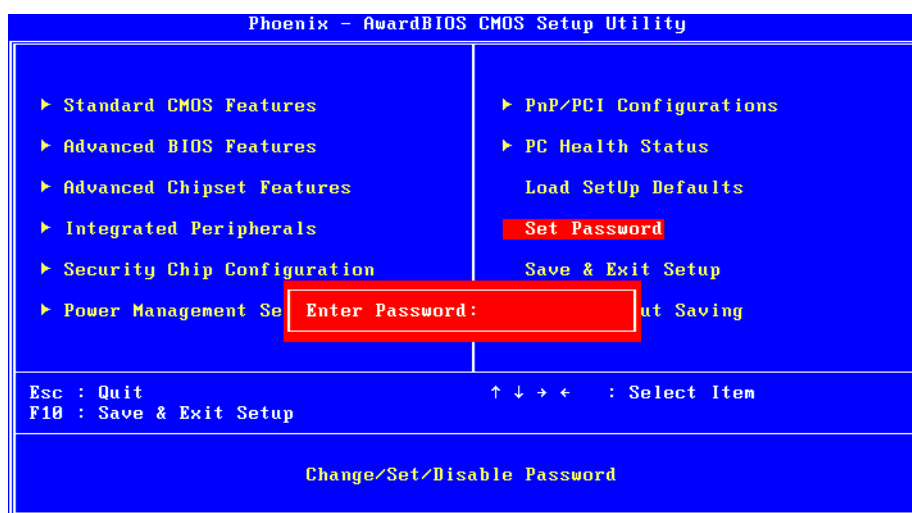 Phoenix - AwardBIOS CMOS Setup Utility
▶ Standard CMOS Features
▶ Advanced BIOS Features
▶ Advanced Chipset Features
▶ Integrated Peripherals
▶ Security Chip Configuration
▶ Power Management Se
▶ PnP/PCI Configurations
▶ PC Health Status
Load SetUp Defaults
Set Password
Save & Exit Setup
ut Saving
Enter Password:
Esc : Quit
F10 : Save & Exit Setup
↑ ↓ → ← : Select Item
Change/Set/Disable Password